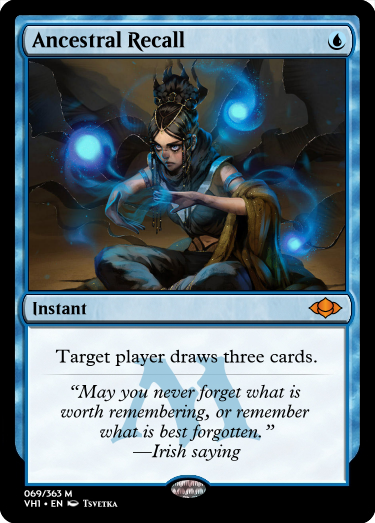 Ancestral Recall
Instant
Target player draws three cards.
“May you never forget what is
worth remembering, or remember
what is best forgotten.”
—Irish saying
069/363 M
VH1 • EN Tsvetka